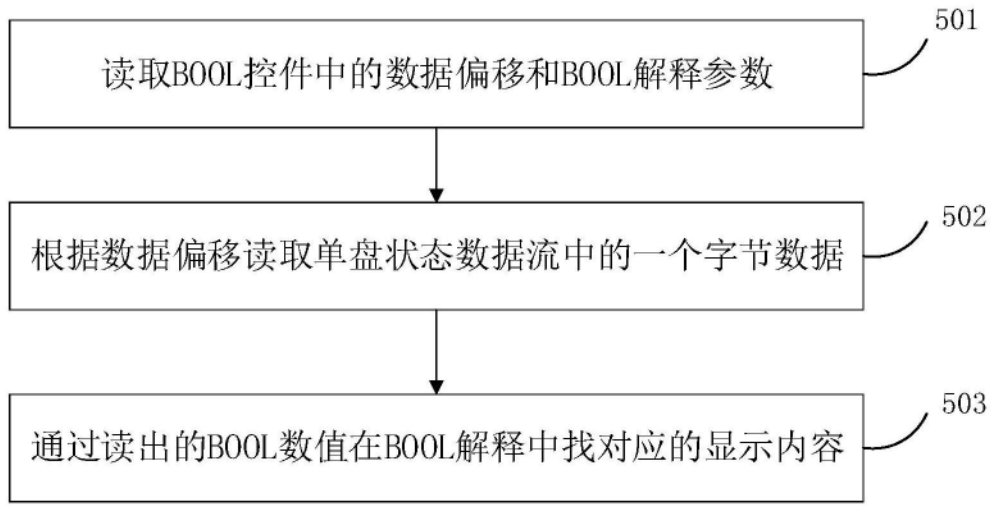 501
读取BOOL控件中的数据偏移和BOOL解释参数
502
根据数据偏移读取单盘状态数据流中的一个字节数据
503
通过读出的BOOL数值在BOOL解释中找对应的显示内容